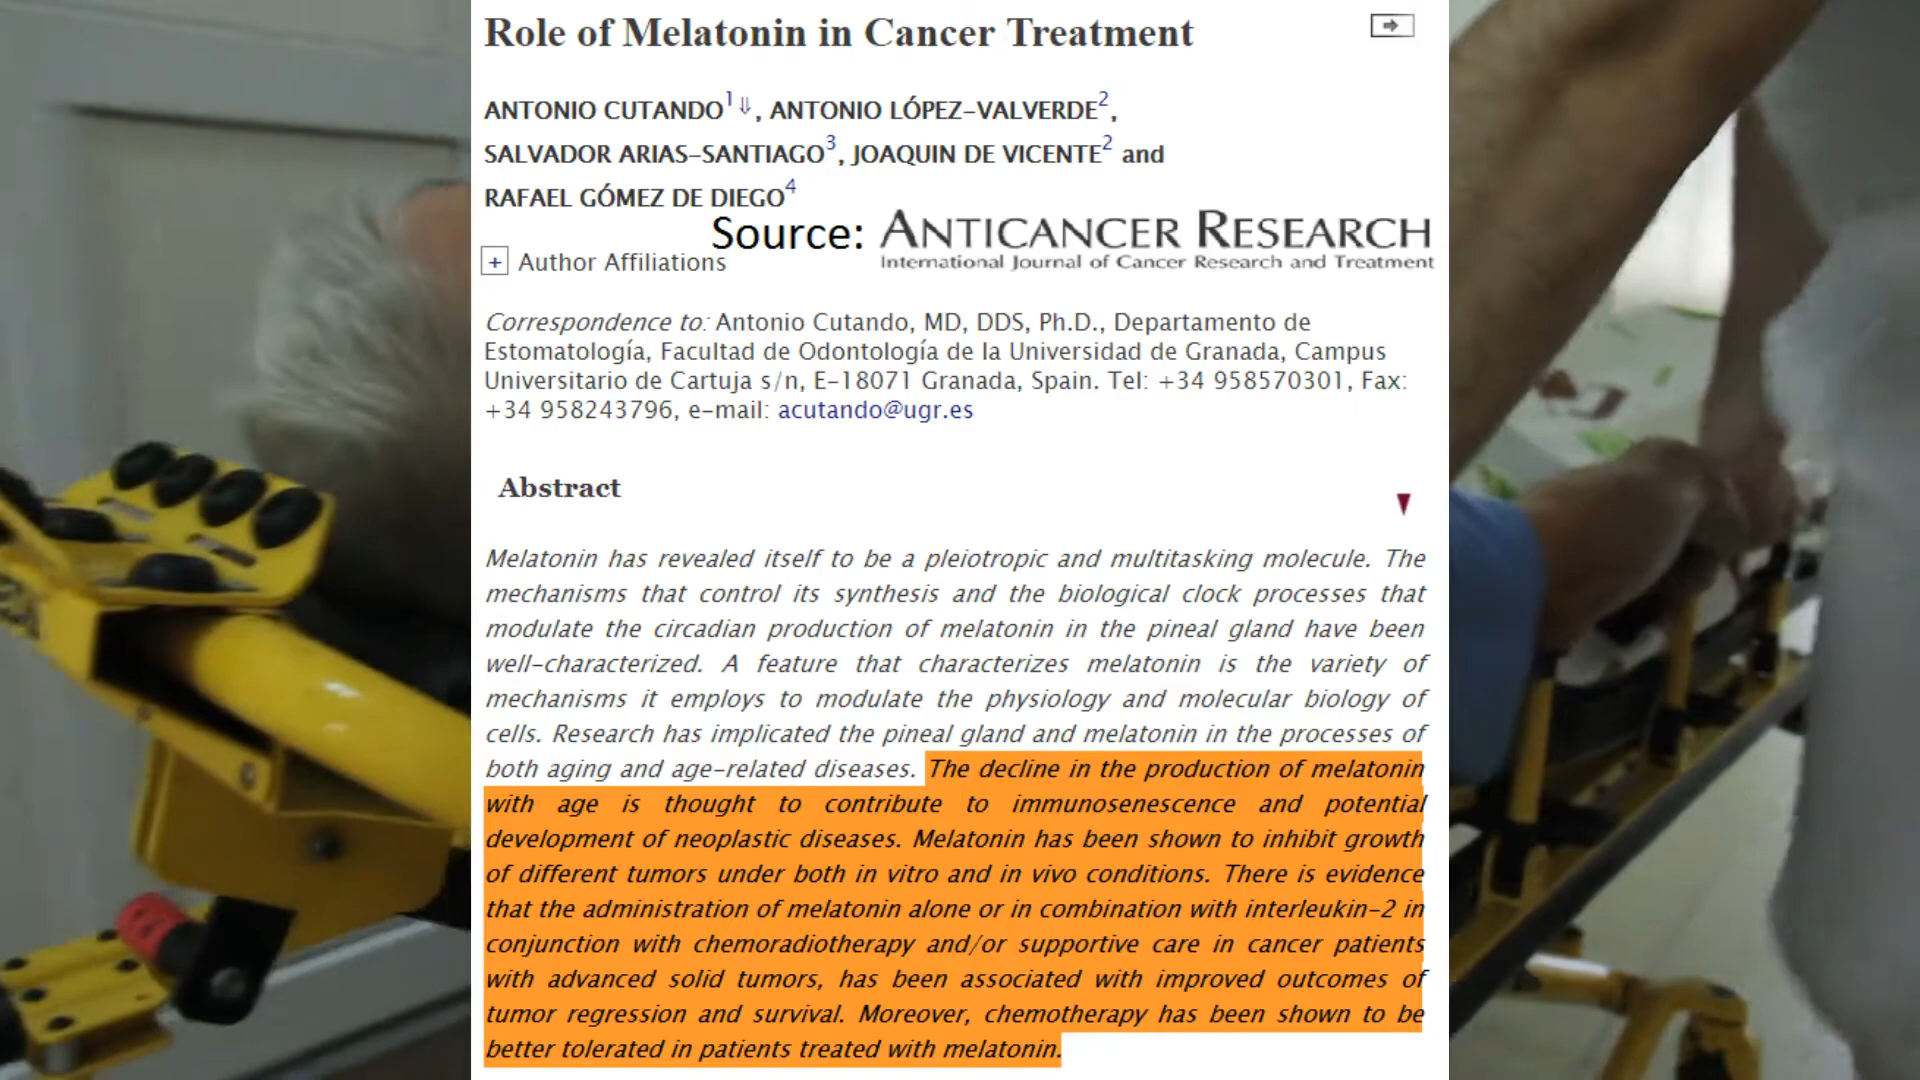 Role of Melatonin in Cancer Treatment
ANTONIO CUTANDO1⇓, ANTONIO LÓPEZ-VALVERDE2,
SALVADOR ARIAS-SANTIAGO3, JOAQUIN DE VICENTE2 and
RAFAEL GÓMEZ DE DIEGO4
Source: ANTICANCER RESEARCH
International Journal of Cancer Research and Treatment
+ Author Affiliations
Correspondence to: Antonio Cutando, MD, DDS, Ph.D., Departamento de
Estomatología, Facultad de Odontología de la Universidad de Granada, Campus
Universitario de Cartuja s/n, E-18071 Granada, Spain. Tel: +34 958570301, Fax:
+34 958243796, e-mail: acutando@ugr.es
Abstract
Melatonin has revealed itself to be a pleiotropic and multitasking molecule. The
mechanisms that control its synthesis and the biological clock processes that
modulate the circadian production of melatonin in the pineal gland have been
well-characterized. A feature that characterizes melatonin is the variety of
mechanisms it employs to modulate the physiology and molecular biology of
cells. Research has implicated the pineal gland and melatonin in the processes of
both aging and age-related diseases. The decline in the production of melatonin
with age is thought to contribute to immunosenescence and potential
development of neoplastic diseases. Melatonin has been shown to inhibit growth
of different tumors under both in vitro and in vivo conditions. There is evidence
that the administration of melatonin alone or in combination with interleukin-2 in
conjunction with chemoradiotherapy and/or supportive care in cancer patients
with advanced solid tumors, has been associated with improved outcomes of
tumor regression and survival. Moreover, chemotherapy has been shown to be
better tolerated in patients treated with melatonin.